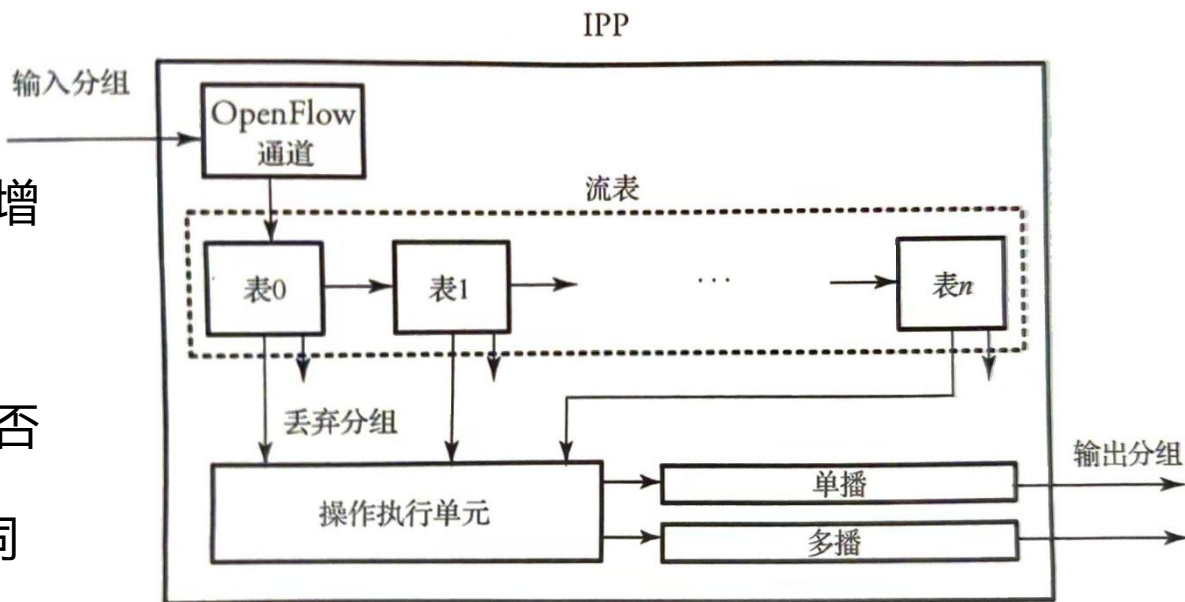 IPP
输入分组
OpenFlow
通道
增
流表
表0
表1
...
表n
否
丢弃分组
输出分组
操作执行单元
单播
多播
同